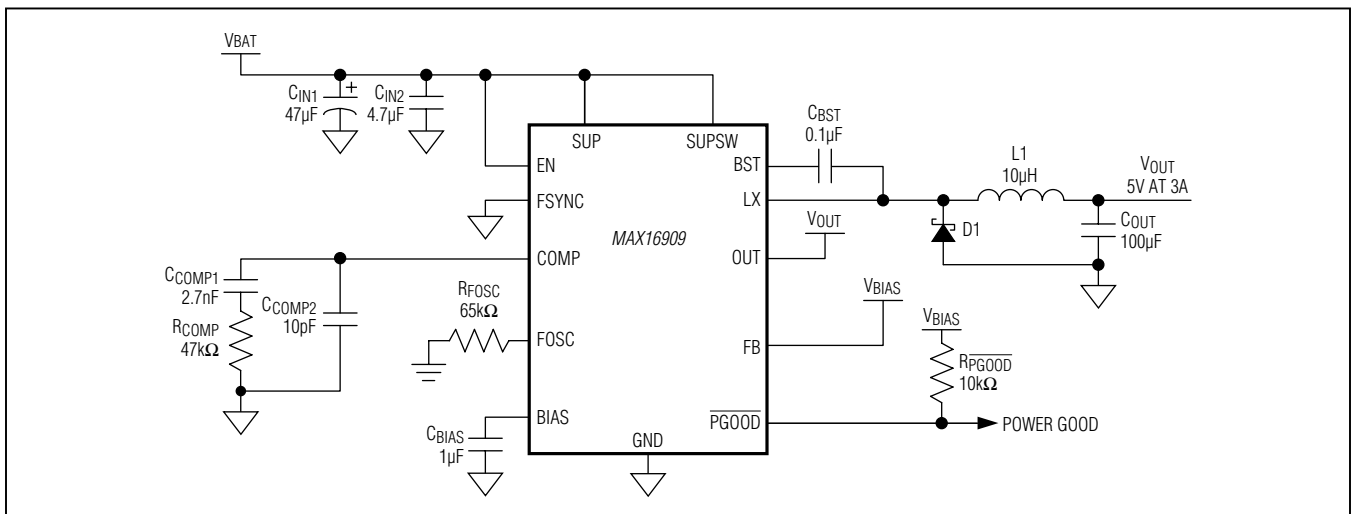 VBAT
CIN1
47µF
+
CIN2
4.7µF
SUP
SUPSW
EN
FSYNC
COMP
FOSC
BIAS
GND
MAX16909
BST
LX
OUT
FB
PGOOD
CBST
0.1µF
L1
10µH
VOUT
5V AT 3A
D1
COUT
100µF
VOUT
VBIAS
VBIAS
RPGOOD
10kΩ
POWER GOOD
CCOMP1
2.7nF
RCOMP
47kΩ
CCOMP2
10pF
RFOSC
65kΩ
CBIAS
1µF